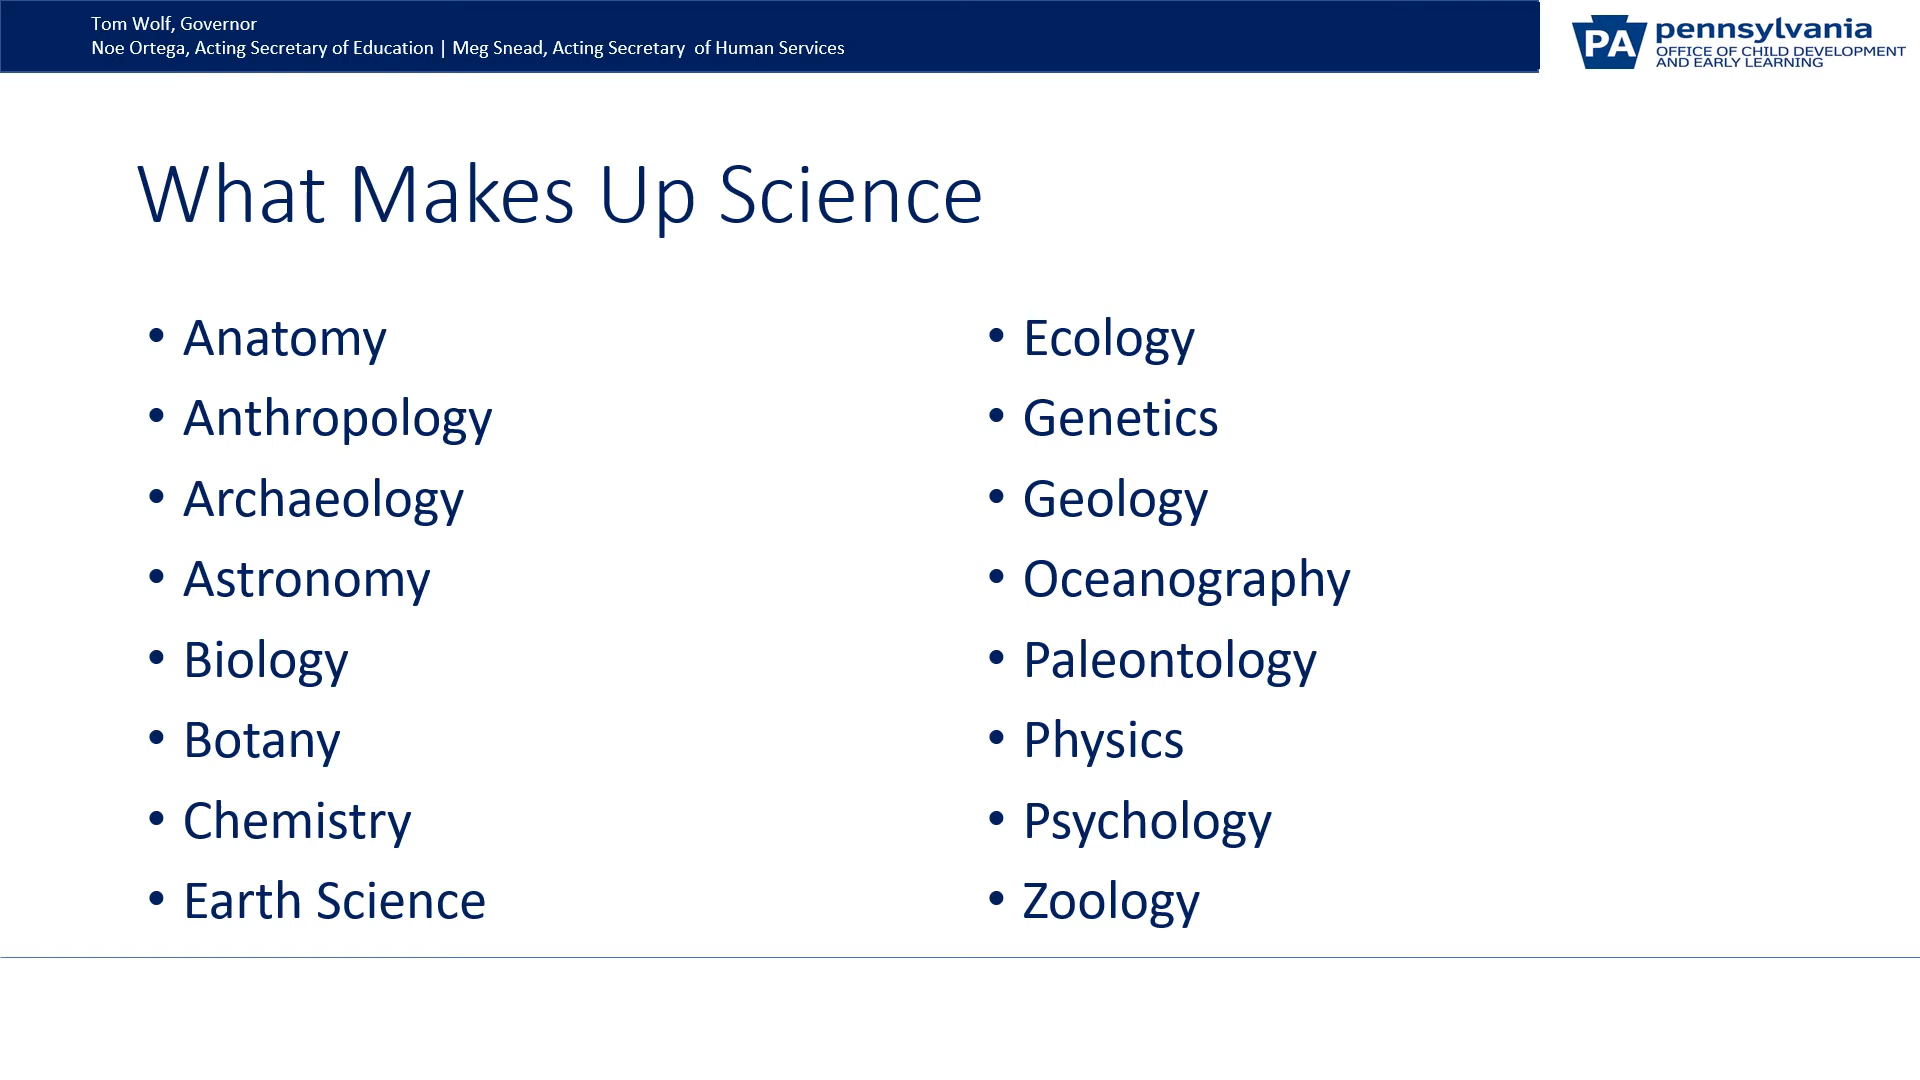 Tom Wolf, Governor
Noe Ortega, Acting Secretary of Education | Meg Snead, Acting Secretary of Human Services
PA
pennsylvania
OFFICE OF CHILD DEVELOPMENT
AND EARLY LEARNING
What Makes Up Science
• Anatomy
• Anthropology
• Archaeology
• Astronomy
• Biology
• Botany
• Chemistry
• Earth Science
• Ecology
• Genetics
• Geology
• Oceanography
• Paleontology
• Physics
• Psychology
• Zoology